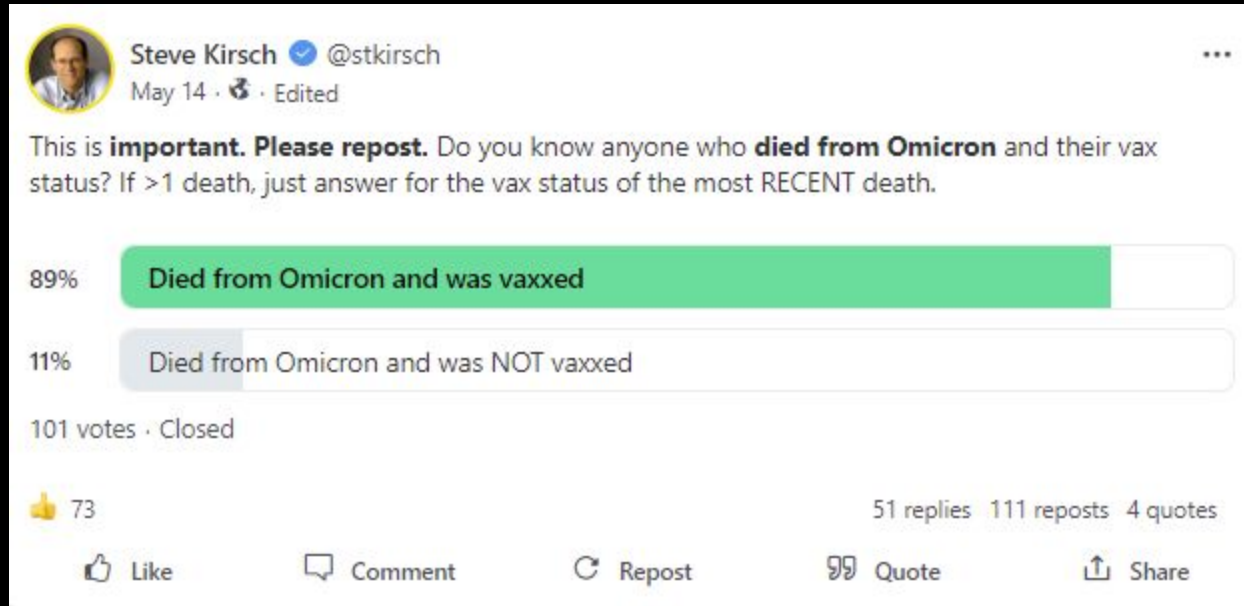 Steve Kirsch @stkirsch
May 14 · · Edited
This is important. Please repost. Do you know anyone who died from Omicron and their vax
status? If >1 death, just answer for the vax status of the most RECENT death.
89% Died from Omicron and was vaxxed
11% Died from Omicron and was NOT vaxxed
101 votes · Closed
73 51 replies 111 reposts 4 quotes
Like Comment Repost Quote Share